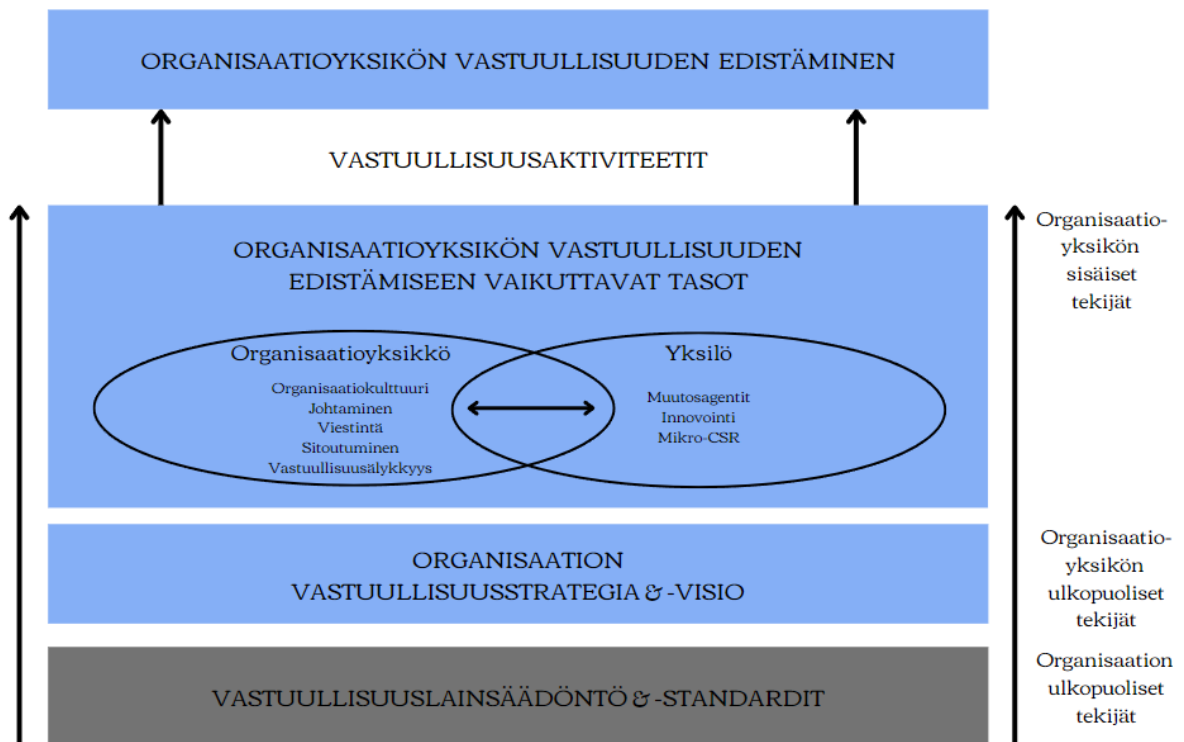 ORGANISAATIOYKSIKÖN VASTUULLISUUDEN EDISTÄMINEN
VASTUULLISUUSAKTIVITEETIT
ORGANISAATIOYKSIKÖN VASTUULLISUUDEN
EDISTÄMISEEN VAIKUTTAVAT TASOT
Organisaatioyksikkö
Organisaatiokulttuuri
Johtaminen
Viestintä
Sitoutuminen
Vastuullisuusälykkyys
Yksilö
Muutosagentit
Innovointi
Mikro-CSR
Organisaatio-
yksikön
sisäiset
tekijät
ORGANISAATION
VASTUULLISUUSSTRATEGIA & -VISIO
Organisaatio-
yksikön
ulkopuoliset
tekijät
VASTUULLISUUSLAINSÄÄDÖNTÖ & -STANDARDIT
Organisaation
ulkopuoliset
tekijät